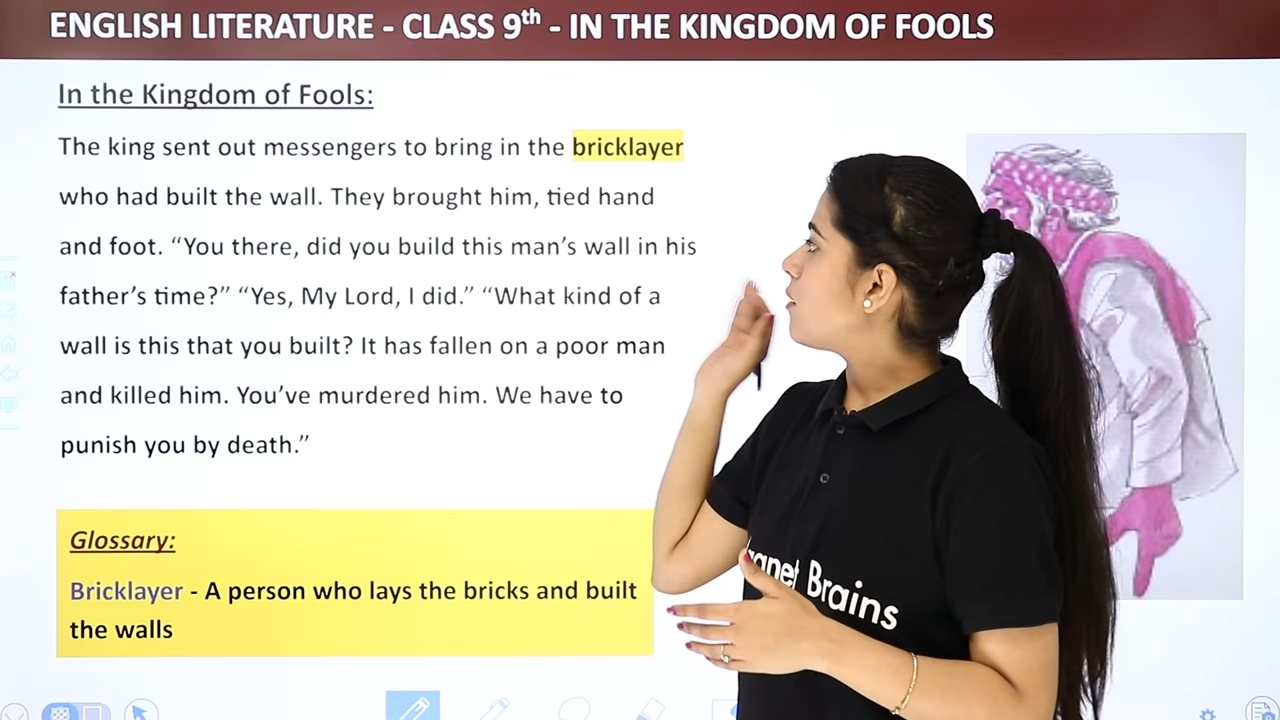 ENGLISH LITERATURE - CLASS 9th - IN THE KINGDOM OF FOOLS
In the Kingdom of Fools:
The king sent out messengers to bring in the bricklayer
who had built the wall. They brought him, tied hand
and foot. “You there, did you build this man’s wall in his
father’s time?” “Yes, My Lord, I did.” “What kind of a
wall is this that you built? It has fallen on a poor man
and killed him. You’ve murdered him. We have to
punish you by death.”
Glossary:
Bricklayer - A person who lays the bricks and built
the walls
Brains